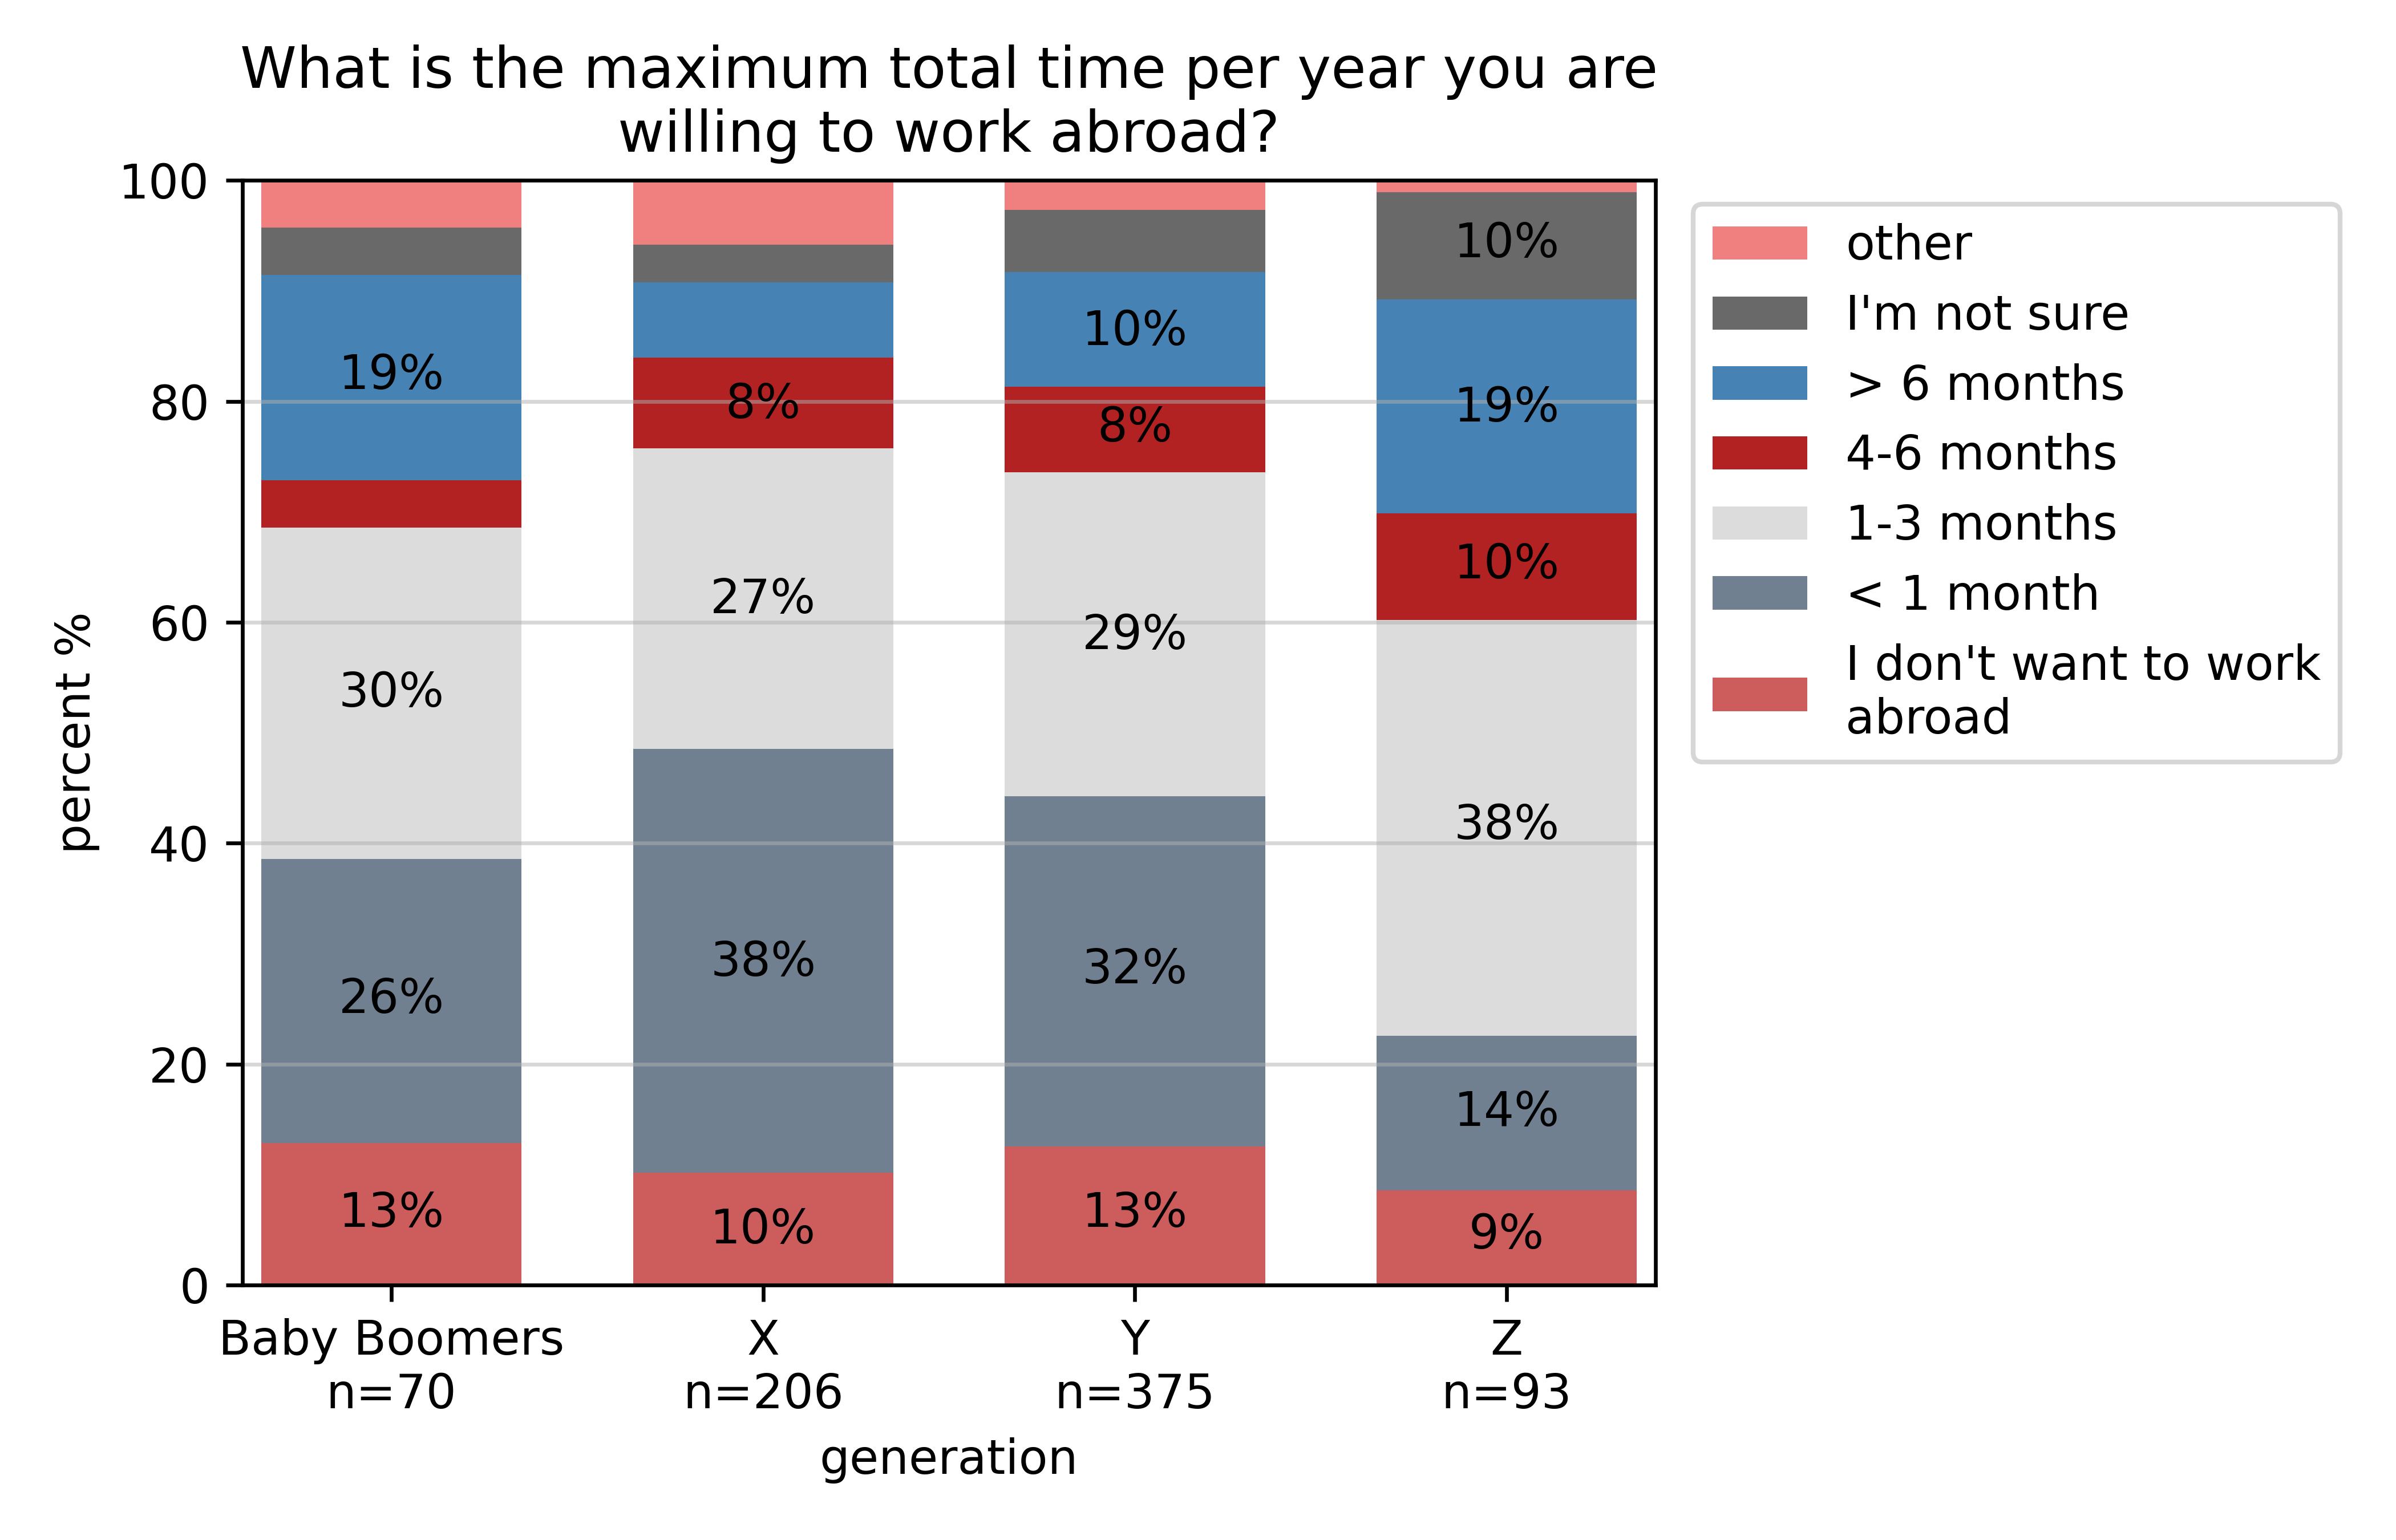 What is the maximum total time per year you are
willing to work abroad?
percent %
100
80
60
40
20
0
19%
30%
26%
13%
8%
27%
38%
10%
10%
8%
29%
32%
13%
10%
19%
10%
38%
14%
9%
Baby Boomers
n=70
X
n=206
Y
n=375
Z
n=93
generation
other
I'm not sure
> 6 months
4-6 months
1-3 months
< 1 month
I don't want to work
abroad